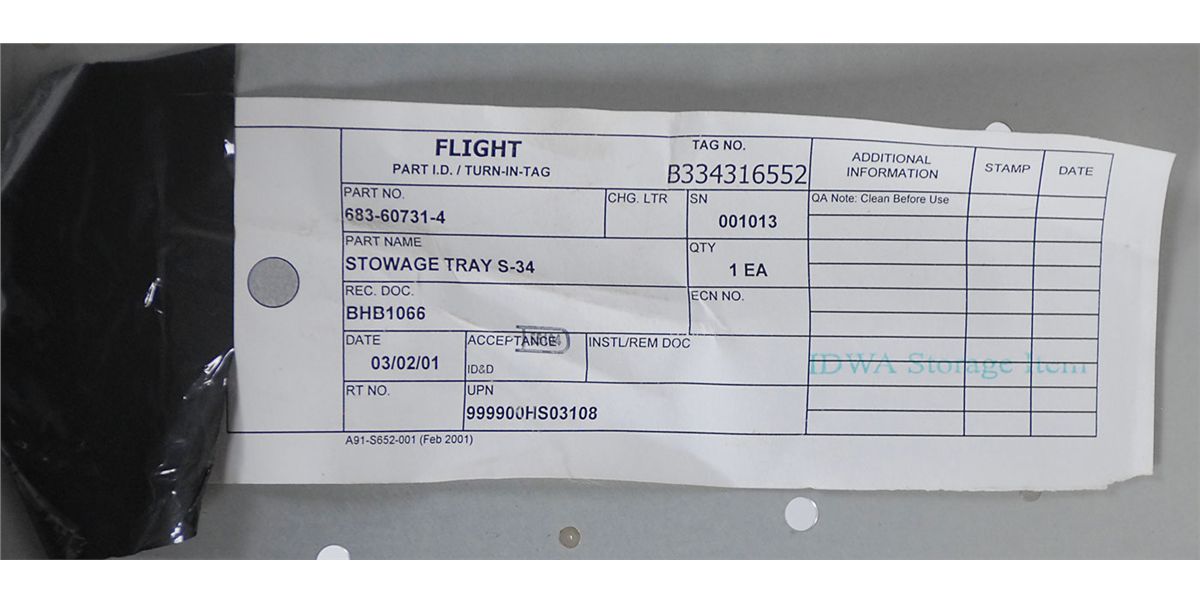 FLIGHT
PART I.D. / TURN-IN-TAG
TAG NO.
B334316552
ADDITIONAL
INFORMATION
STAMP
DATE
PART NO.
683-60731-4
CHG. LTR
SN
001013
QA Note: Clean Before Use
PART NAME
STOWAGE TRAY S-34
QTY
1 EA
REC. DOC.
BHB1066
ECN NO.
DATE
03/02/01
ACCEPTANCE
ID&D
INSTL/REM DOC
IDWA Storage Item
RT NO.
UPN
999900HS03108
A91-S652-001 (Feb 2001)